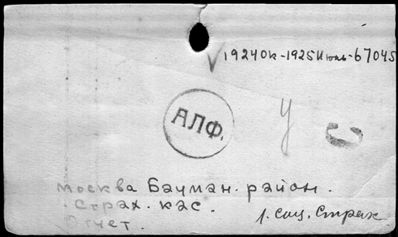 19240к-1925Июль-67045
АЛФ.
У
С
Москва Бауман. район.
Страх. кас.
Отчет.
1. соц. страх